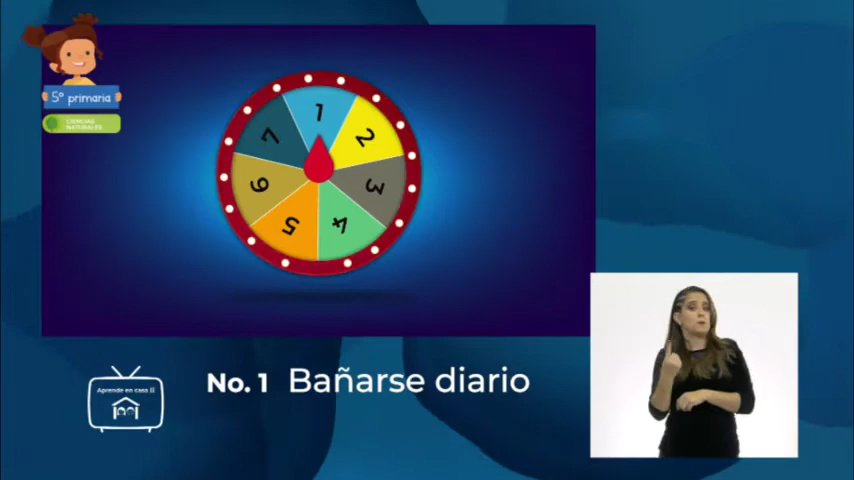 5° primaria
CIENCIAS
NATURALES
1
2
3
4
5
6
7
No. 1 Bañarse diario
Aprende en casa II